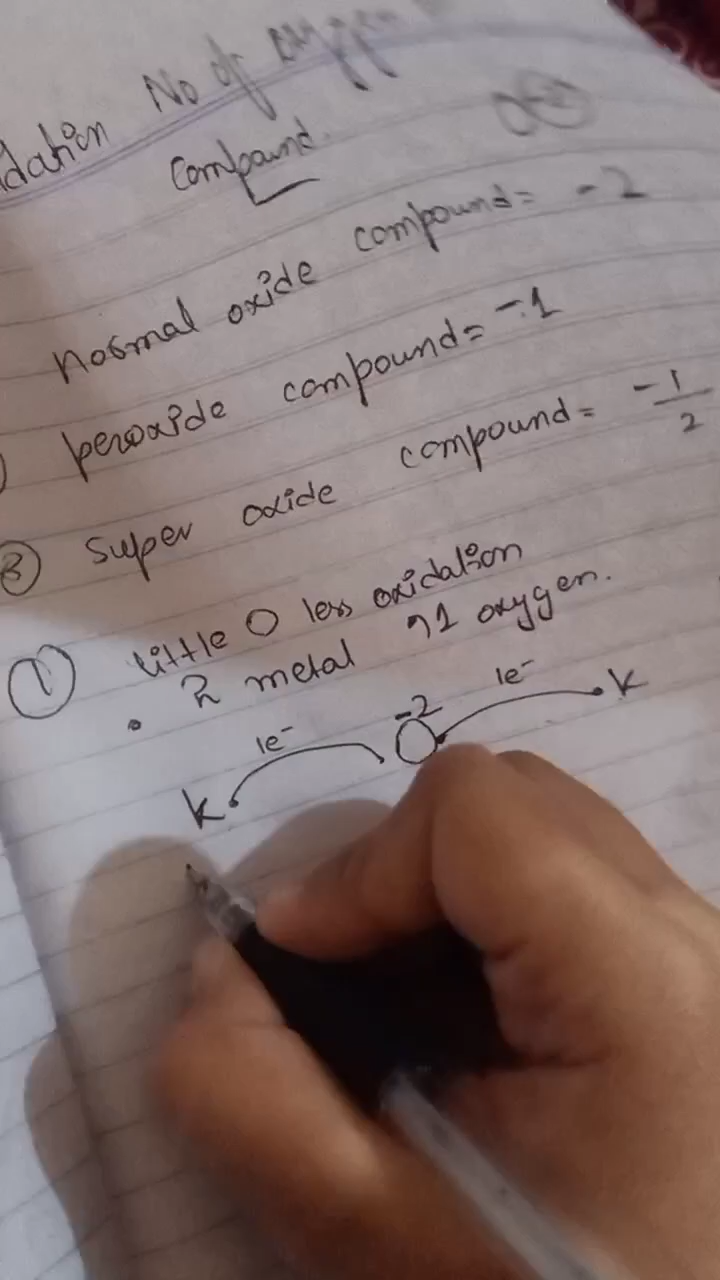 dation No of oxygen
compound.
normal oxide compound = -2
peroxide compound = -1
③ super oxide compound = -1/2
① little O less oxidation
• 2 metal 1 oxygen.
K 1e⁻ O -2 1e⁻ K